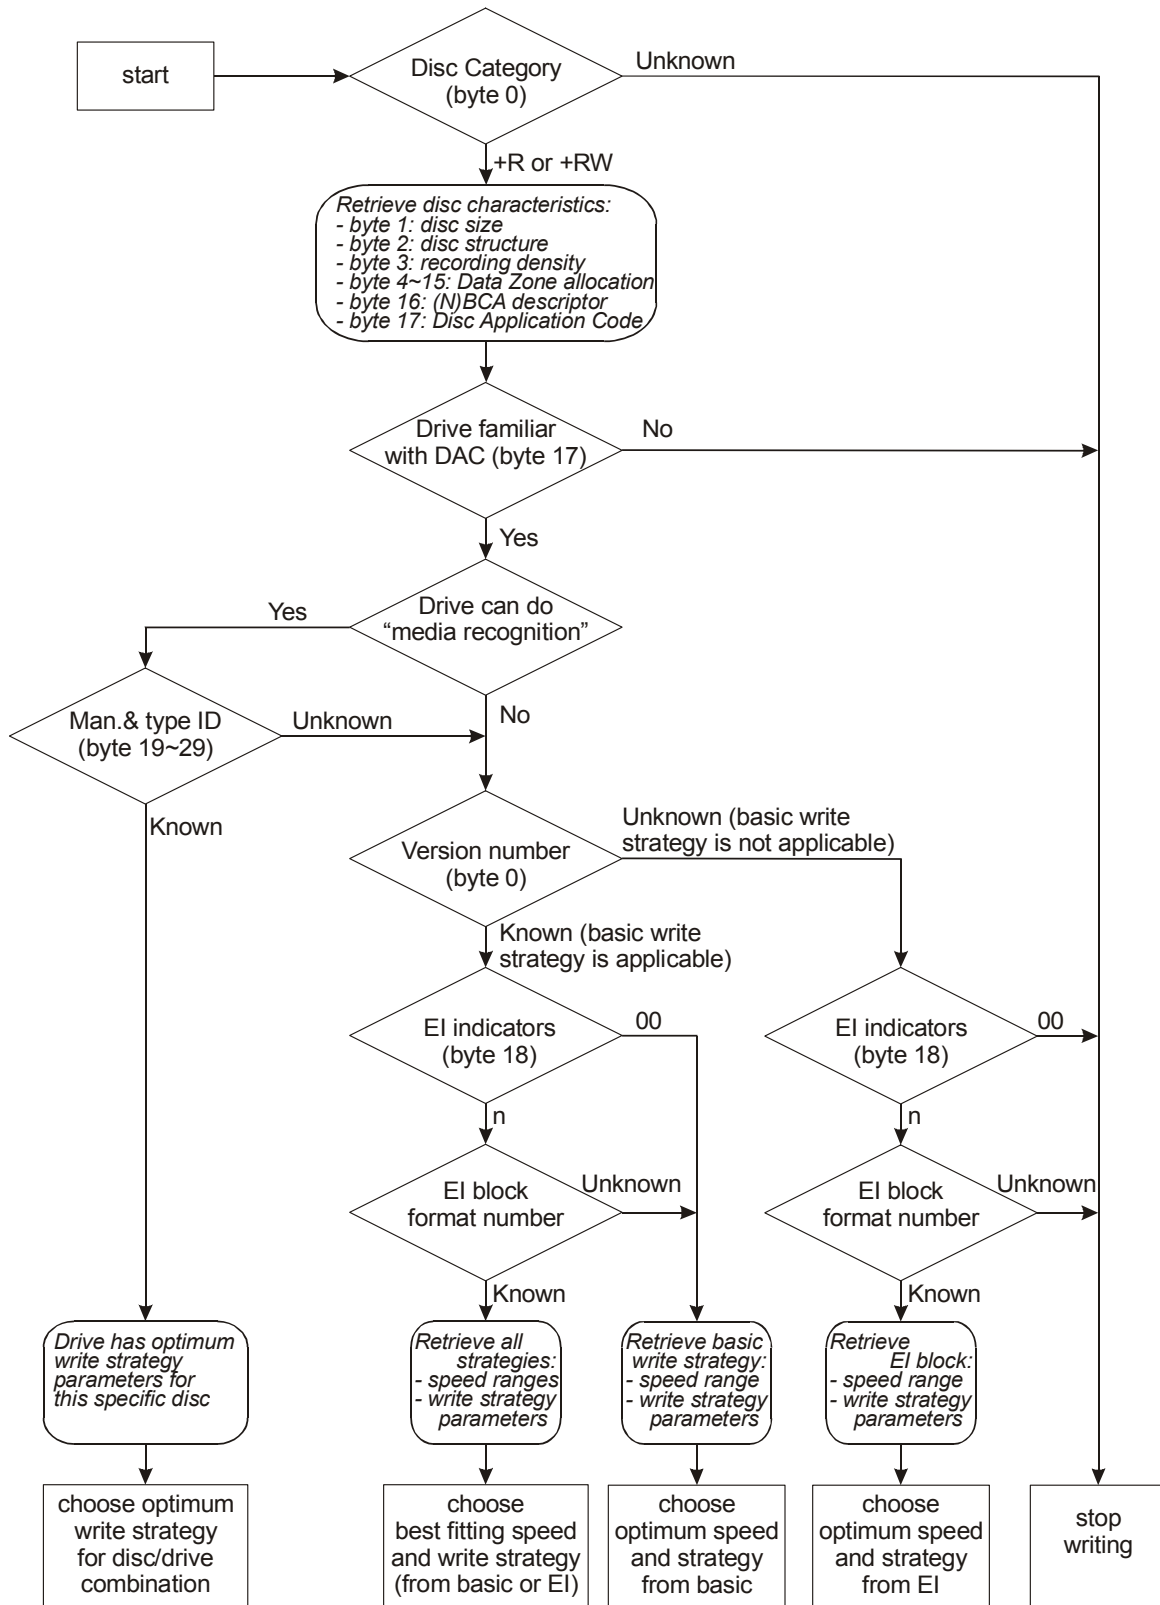 start
Disc Category
(byte 0)
Unknown
+R or +RW
Retrieve disc characteristics:
- byte 1: disc size
- byte 2: disc structure
- byte 3: recording density
- byte 4~15: Data Zone allocation
- byte 16: (N)BCA descriptor
- byte 17: Disc Application Code
Drive familiar
with DAC (byte 17)
No
Yes
Drive can do
“media recognition”
Yes
No
Man.& type ID
(byte 19~29)
Unknown
Known
Version number
(byte 0)
Unknown (basic write
strategy is not applicable)
Known (basic write
strategy is applicable)
EI indicators
(byte 18)
00
n
EI indicators
(byte 18)
00
n
EI block
format number
Unknown
Known
EI block
format number
Unknown
Known
Drive has optimum
write strategy
parameters for
this specific disc
Retrieve all
strategies:
- speed ranges
- write strategy
parameters
Retrieve basic
write strategy:
- speed range
- write strategy
parameters
Retrieve
EI block:
- speed range
- write strategy
parameters
choose optimum
write strategy
for disc/drive
combination
choose
best fitting speed
and write strategy
(from basic or EI)
choose
optimum speed
and strategy
from basic
choose
optimum speed
and strategy
from EI
stop
writing